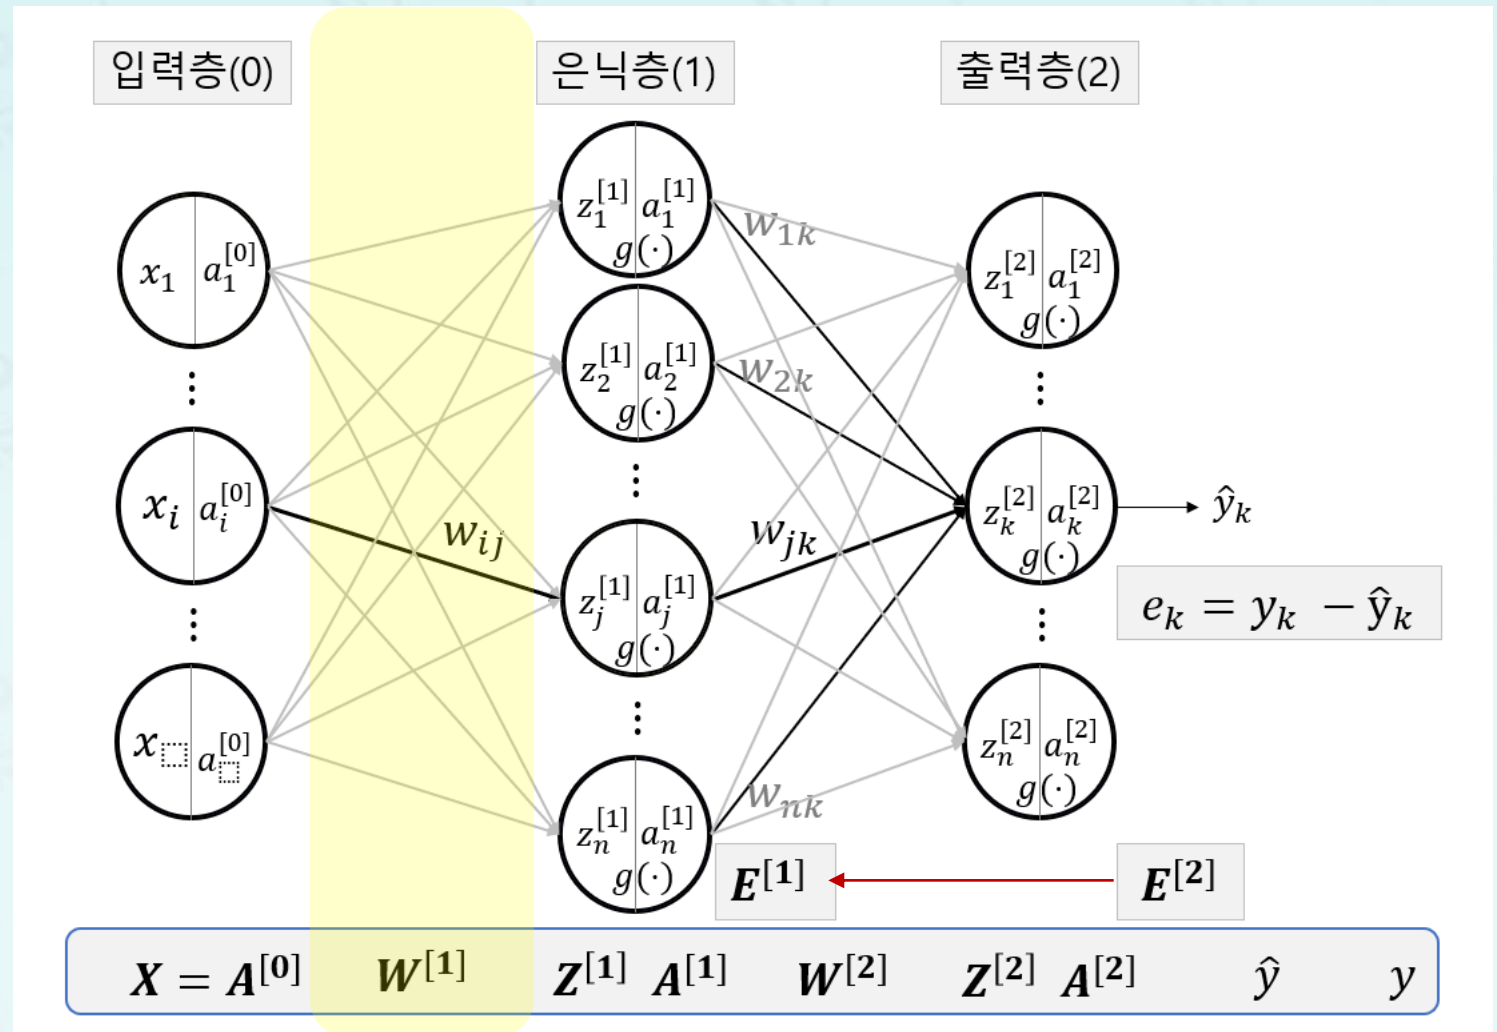 입력층(0) 은닉층(1) 출력층(2)
z₁^[1] a₁^[1]
g(·)
w₁ₖ
x₁ a₁^[0]
z₁^[2] a₁^[2]
g(·)
z₂^[1] a₂^[1]
g(·)
w₂ₖ
⋮ ⋮
⋮
xᵢ aᵢ^[0]
zₖ^[2] aₖ^[2]
g(·)
ŷₖ
wᵢⱼ wⱼₖ
zⱼ^[1] aⱼ^[1]
g(·)
eₖ = yₖ − ŷₖ
⋮ ⋮
⋮
x⬚ a⬚^[0]
zₙ^[2] aₙ^[2]
g(·)
wₙₖ
zₙ^[1] aₙ^[1]
g(·)
E^[1] E^[2]
X = A^[0] W^[1] Z^[1] A^[1] W^[2] Z^[2] A^[2] ŷ y